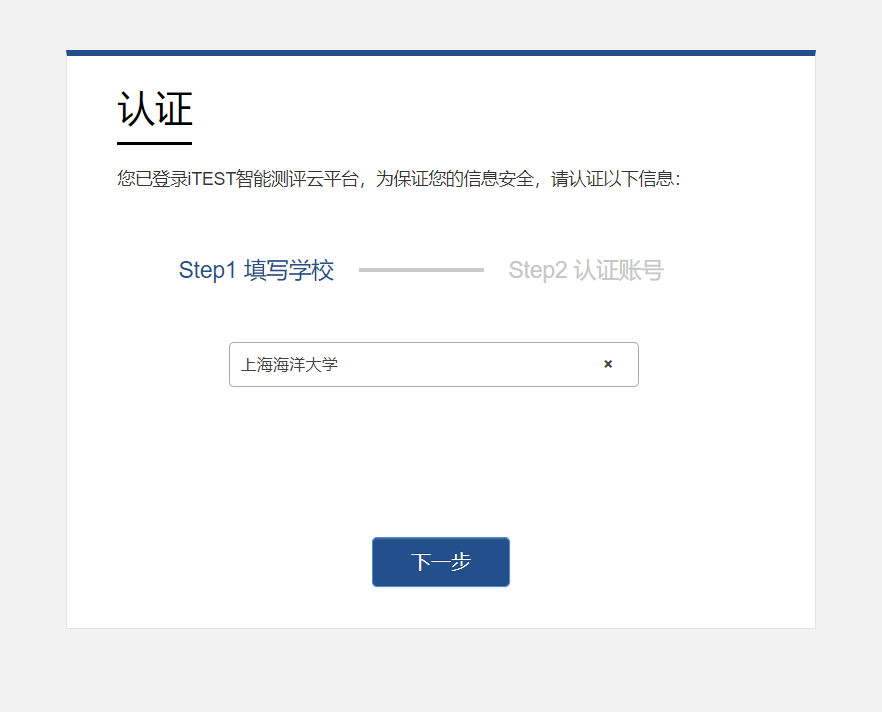 认证
您已登录iTEST智能测评云平台，为保证您的信息安全，请认证以下信息：
Step1 填写学校 Step2 认证账号
上海海洋大学 ×
下一步